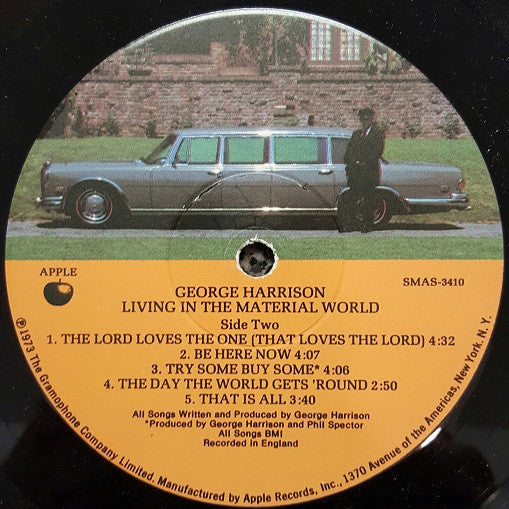 APPLE
SMAS-3410
GEORGE HARRISON
LIVING IN THE MATERIAL WORLD
Side Two
1. THE LORD LOVES THE ONE (THAT LOVES THE LORD) 4:32
2. BE HERE NOW 4:07
3. TRY SOME BUY SOME* 4:06
4. THE DAY THE WORLD GETS 'ROUND 2:50
5. THAT IS ALL 3:40
All Songs Written and Produced by George Harrison
*Produced by George Harrison and Phil Spector
All Songs BMI
Recorded in England
℗1973 The Gramophone Company Limited. Manufactured by Apple Records, Inc., 1370 Avenue of the Americas, New York, N. Y.